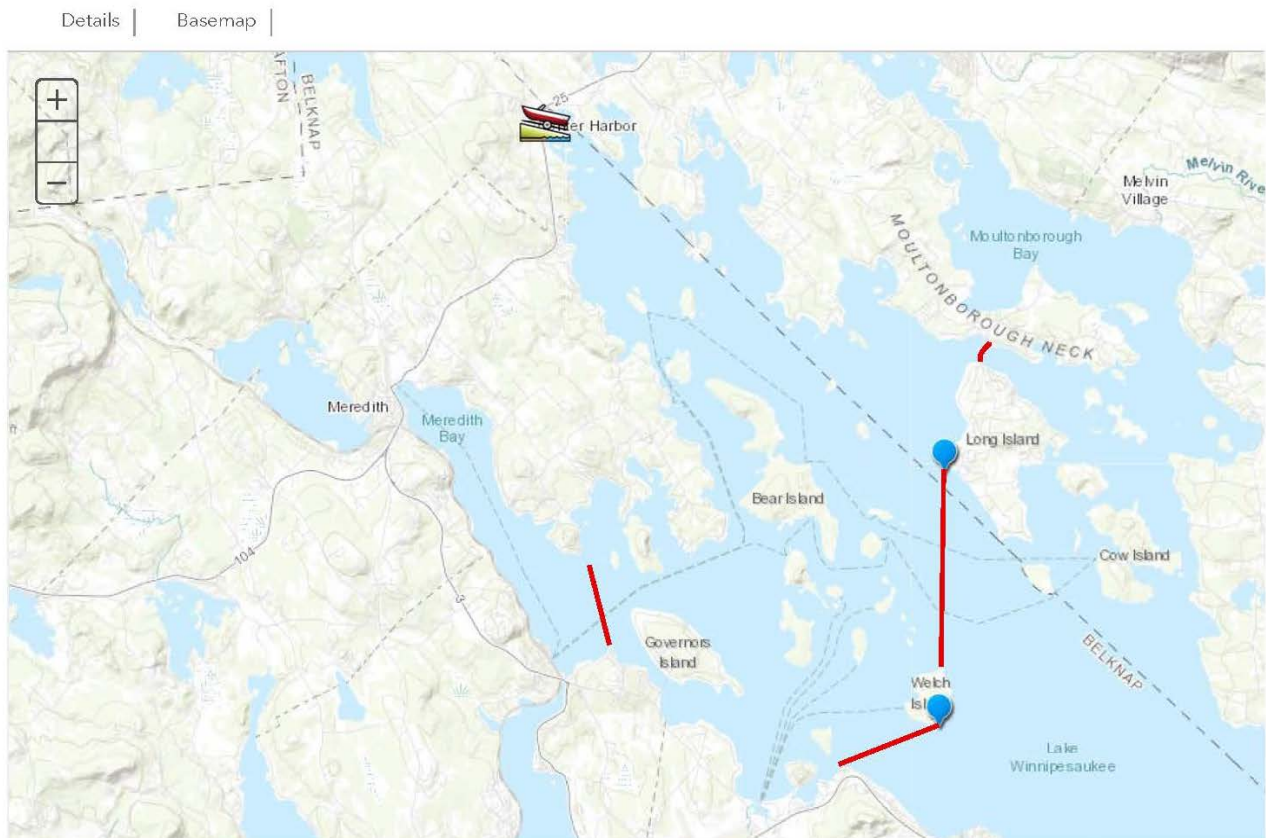 Details
Basemap
+
−
AFTON
BELKNAP
25
Harbor
Melvin River
Melvin
Village
Moultonborough
Bay
MOULTONBOROUGH NECK
Meredith
Meredith
Bay
Long Island
Bear Island
104
Cow Island
3
Governors
Island
BELKNAP
Welch
Lake
Winnipesaukee